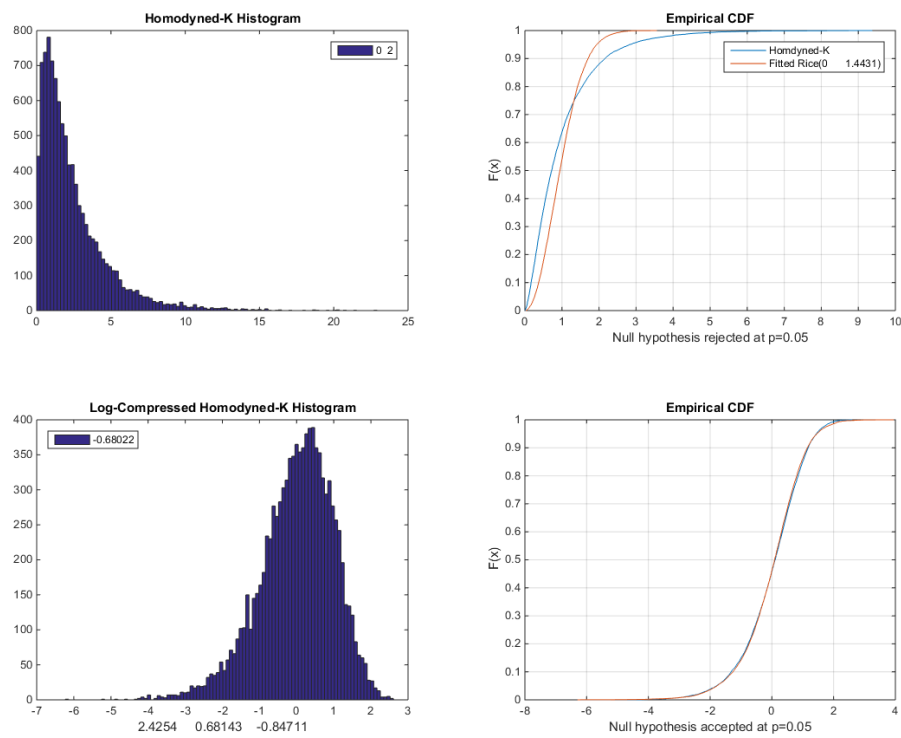 Homodyned-K Histogram
800
700
600
500
400
300
200
100
0
0 2
0 5 10 15 20 25
Empirical CDF
1
0.9
0.8
0.7
0.6
0.5
0.4
0.3
0.2
0.1
0
F(x)
Homdyned-K
Fitted Rice(0 1.4431)
0 1 2 3 4 5 6 7 8 9 10
Null hypothesis rejected at p=0.05
Log-Compressed Homodyned-K Histogram
400
350
300
250
200
150
100
50
0
-0.68022
-7 -6 -5 -4 -3 -2 -1 0 1 2 3
2.4254 0.68143 -0.84711
Empirical CDF
1
0.9
0.8
0.7
0.6
0.5
0.4
0.3
0.2
0.1
0
F(x)
-8 -6 -4 -2 0 2 4
Null hypothesis accepted at p=0.05